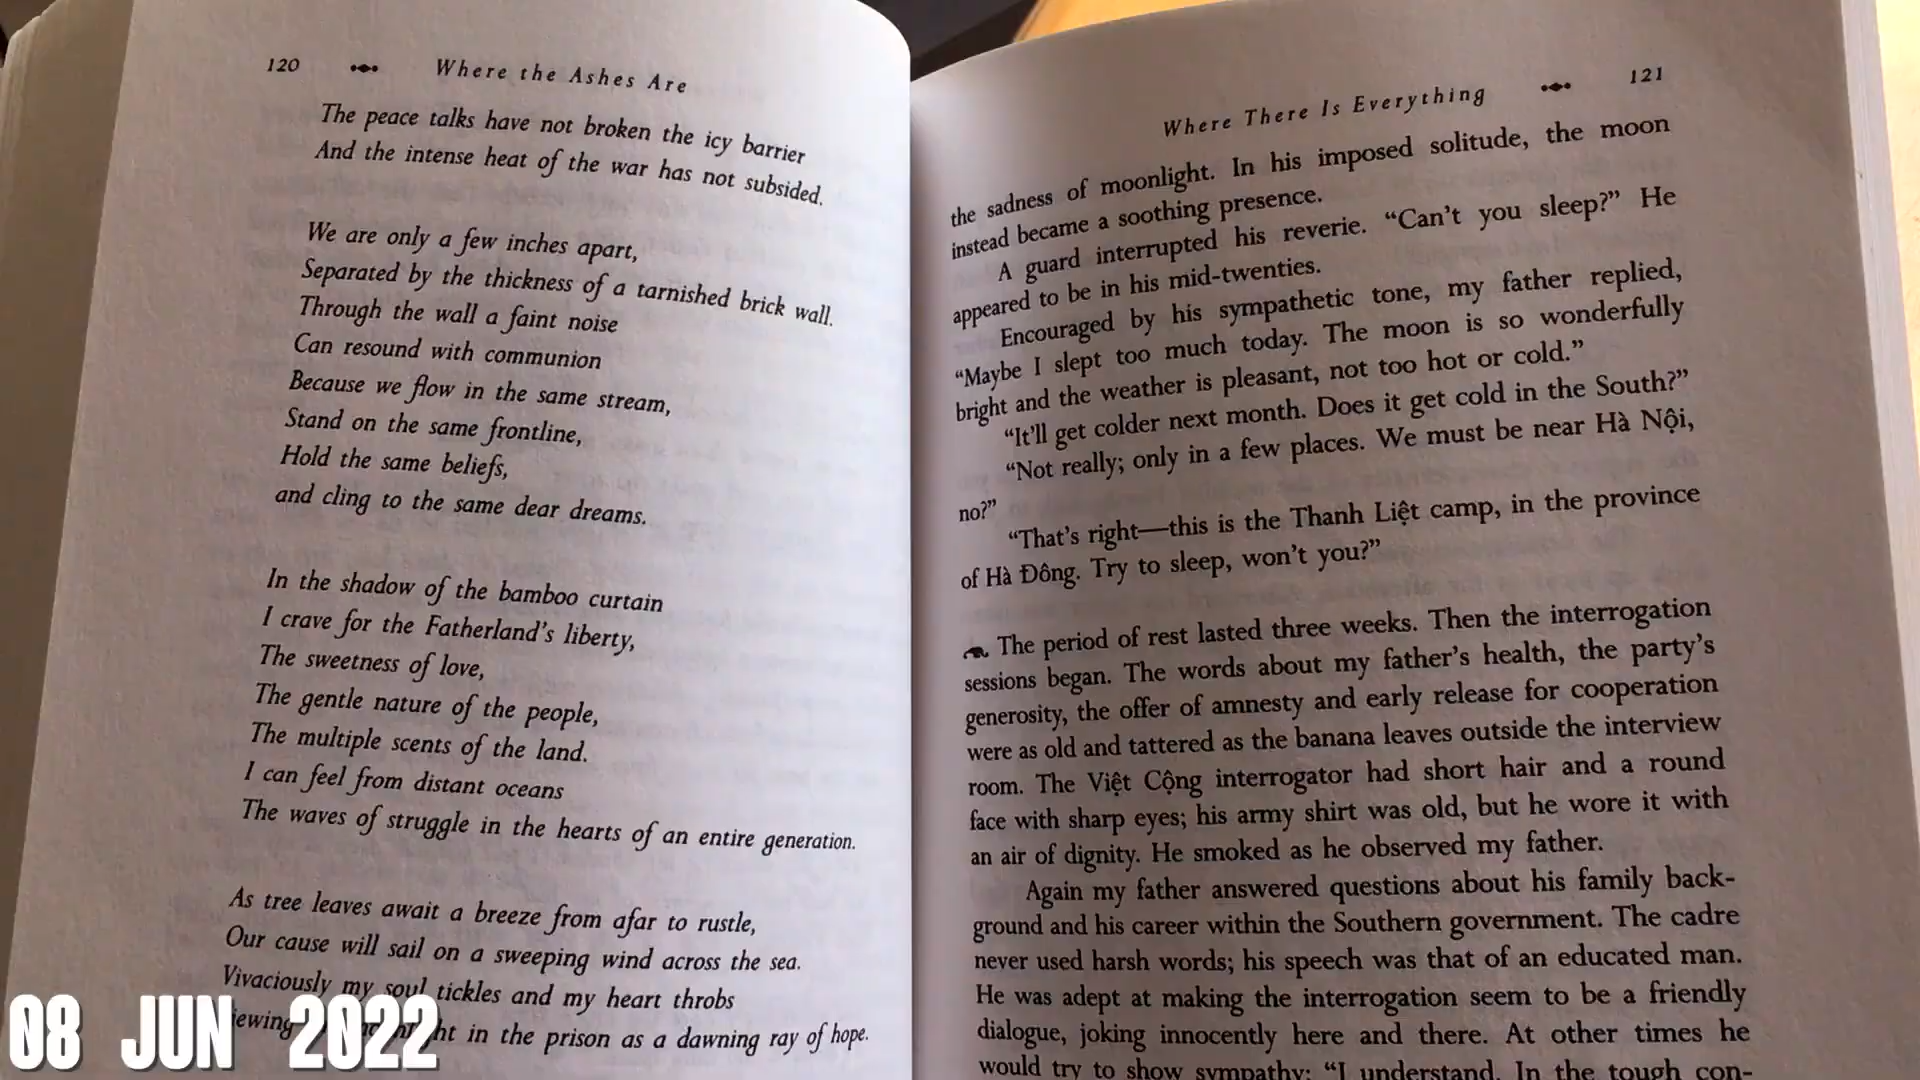 120 Where the Ashes Are
The peace talks have not broken the icy barrier
And the intense heat of the war has not subsided.
We are only a few inches apart,
Separated by the thickness of a tarnished brick wall.
Through the wall a faint noise
Can resound with communion
Because we flow in the same stream,
Stand on the same frontline,
Hold the same beliefs,
and cling to the same dear dreams.
In the shadow of the bamboo curtain
I crave for the Fatherland's liberty,
The sweetness of love,
The gentle nature of the people,
The multiple scents of the land.
I can feel from distant oceans
The waves of struggle in the hearts of an entire generation.
As tree leaves await a breeze from afar to rustle,
Our cause will sail on a sweeping wind across the sea.
Vivaciously my soul tickles and my heart throbs
in the prison as a dawning ray of hope.
08 JUN 2022
Where There Is Everything 121
the sadness of moonlight. In his imposed solitude, the moon
instead became a soothing presence.
A guard interrupted his reverie. “Can't you sleep?” He
appeared to be in his mid-twenties.
Encouraged by his sympathetic tone, my father replied,
“Maybe I slept too much today. The moon is so wonderfully
bright and the weather is pleasant, not too hot or cold.”
“It'll get colder next month. Does it get cold in the South?”
“Not really; only in a few places. We must be near Hà Nội,
no?”
“That's right—this is the Thanh Liệt camp, in the province
of Hà Đông. Try to sleep, won't you?”
The period of rest lasted three weeks. Then the interrogation
sessions began. The words about my father's health, the party's
generosity, the offer of amnesty and early release for cooperation
were as old and tattered as the banana leaves outside the interview
room. The Việt Cộng interrogator had short hair and a round
face with sharp eyes; his army shirt was old, but he wore it with
an air of dignity. He smoked as he observed my father.
Again my father answered questions about his family back-
ground and his career within the Southern government. The cadre
never used harsh words; his speech was that of an educated man.
He was adept at making the interrogation seem to be a friendly
dialogue, joking innocently here and there. At other times he
would try to show sympathy: “I understand. In the tough con-